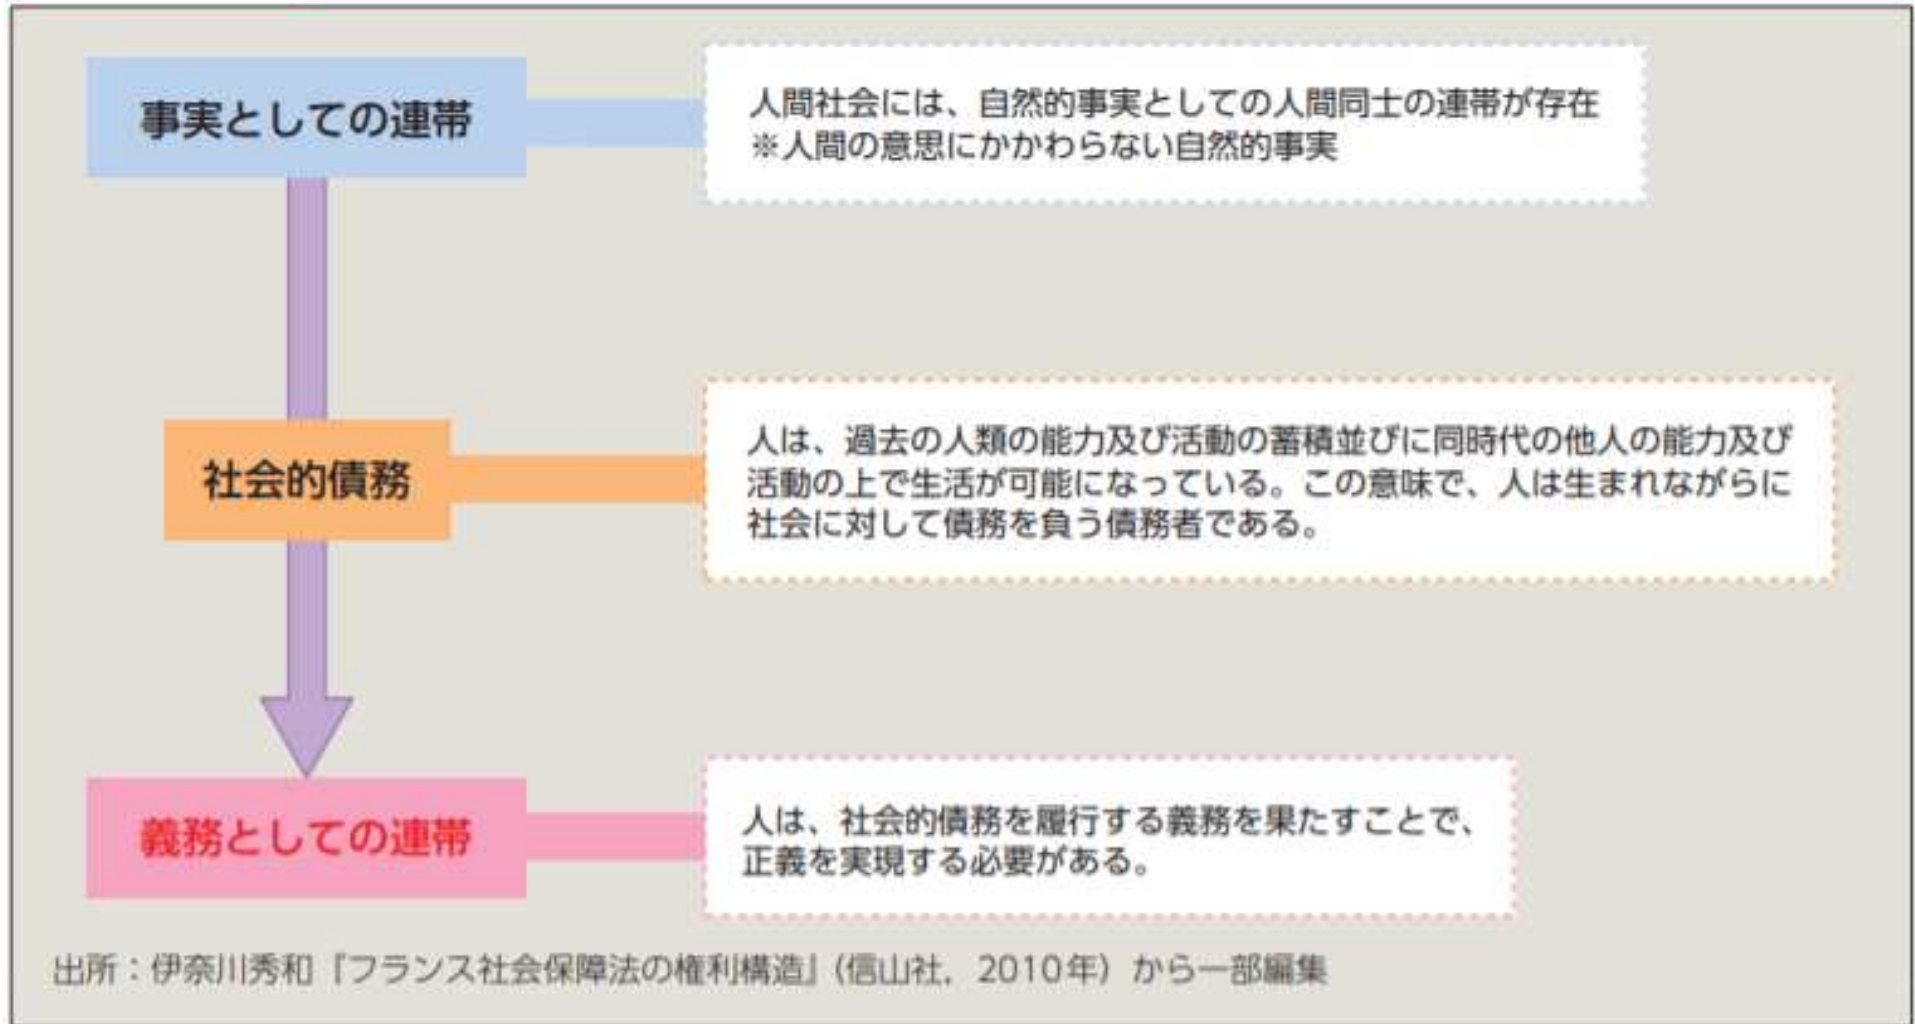 事実としての連帯
人間社会には、自然的事実としての人間同士の連帯が存在
※人間の意思にかかわらない自然的事実
社会的債務
人は、過去の人類の能力及び活動の蓄積並びに同時代の他人の能力及び
活動の上で生活が可能になっている。この意味で、人は生まれながらに
社会に対して債務を負う債務者である。
義務としての連帯
人は、社会的債務を履行する義務を果たすことで、
正義を実現する必要がある。
出所：伊奈川秀和『フランス社会保障法の権利構造』（信山社，2010年）から一部編集